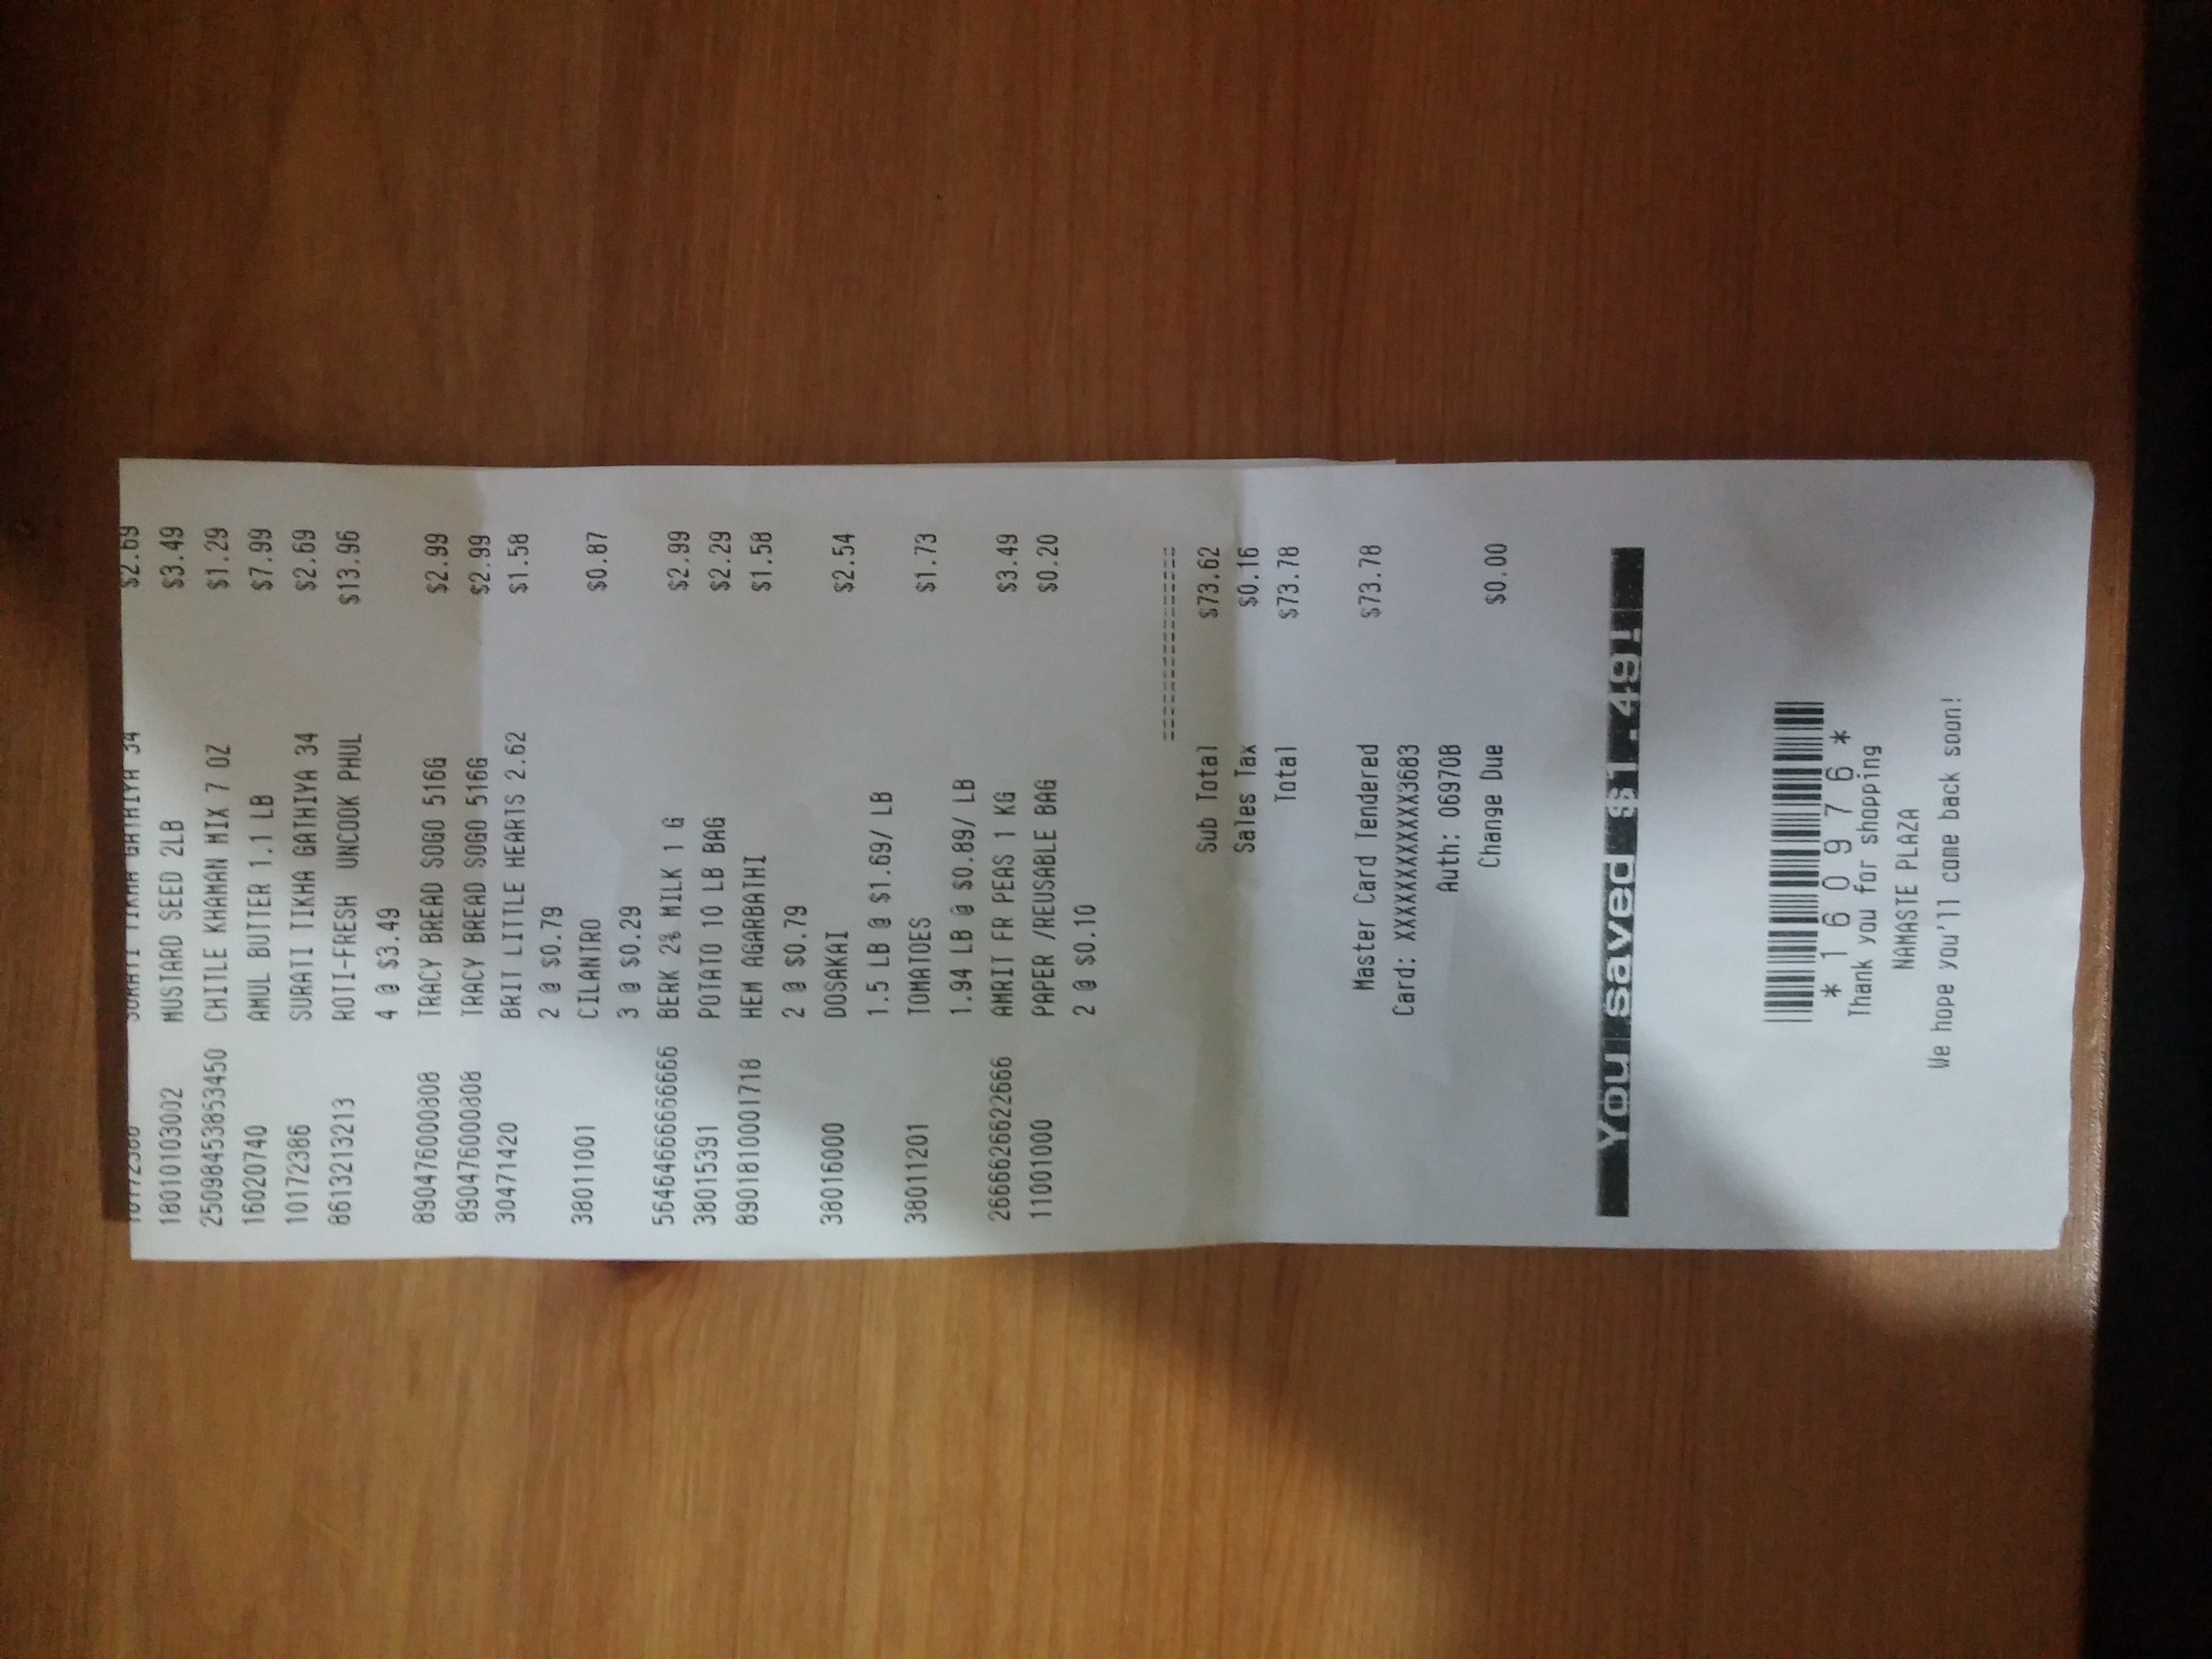 10172386 SURATI TIKHA GATHIYA 34 $2.69
18010103002 MUSTARD SEED 2LB $3.49
25098453853450 CHITLE KHAMAN MIX 7 OZ $1.29
16020740 AMUL BUTTER 1.1 LB $7.99
10172386 SURATI TIKHA GATHIYA 34 $2.69
8613213213 ROTI-FRESH UNCOOK PHUL $13.96
4 @ $3.49
890476000808 TRACY BREAD SOGO 516G $2.99
890476000808 TRACY BREAD SOGO 516G $2.99
30471420 BRIT LITTLE HEARTS 2.62 $1.58
2 @ $0.79
38011001 CILANTRO $0.87
3 @ $0.29
56464666666666 BERK 2% MILK 1 G $2.99
38015391 POTATO 10 LB BAG $2.29
8901810001718 HEM AGARBATHI $1.58
2 @ $0.79
38016000 DOSAKAI $2.54
1.5 LB @ $1.69/ LB
38011201 TOMATOES $1.73
1.94 LB @ $0.89/ LB
2666626622666 AMRIT FR PEAS 1 KG $3.49
11001000 PAPER /REUSABLE BAG $0.20
2 @ $0.10
================
Sub Total $73.62
Sales Tax $0.16
Total $73.78
Master Card Tendered $73.78
Card: XXXXXXXXXXXX3683
Auth: 06970B
Change Due $0.00
You saved $1.49!
*160976*
Thank you for shopping
NAMASTE PLAZA
We hope you'll come back soon!